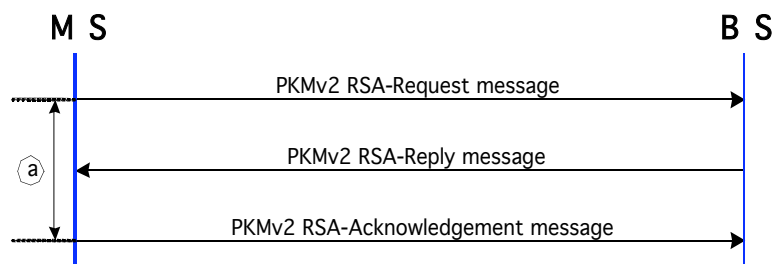 M S
B S
PKMv2 RSA-Request message
PKMv2 RSA-Reply message
a
PKMv2 RSA-Acknowledgement message